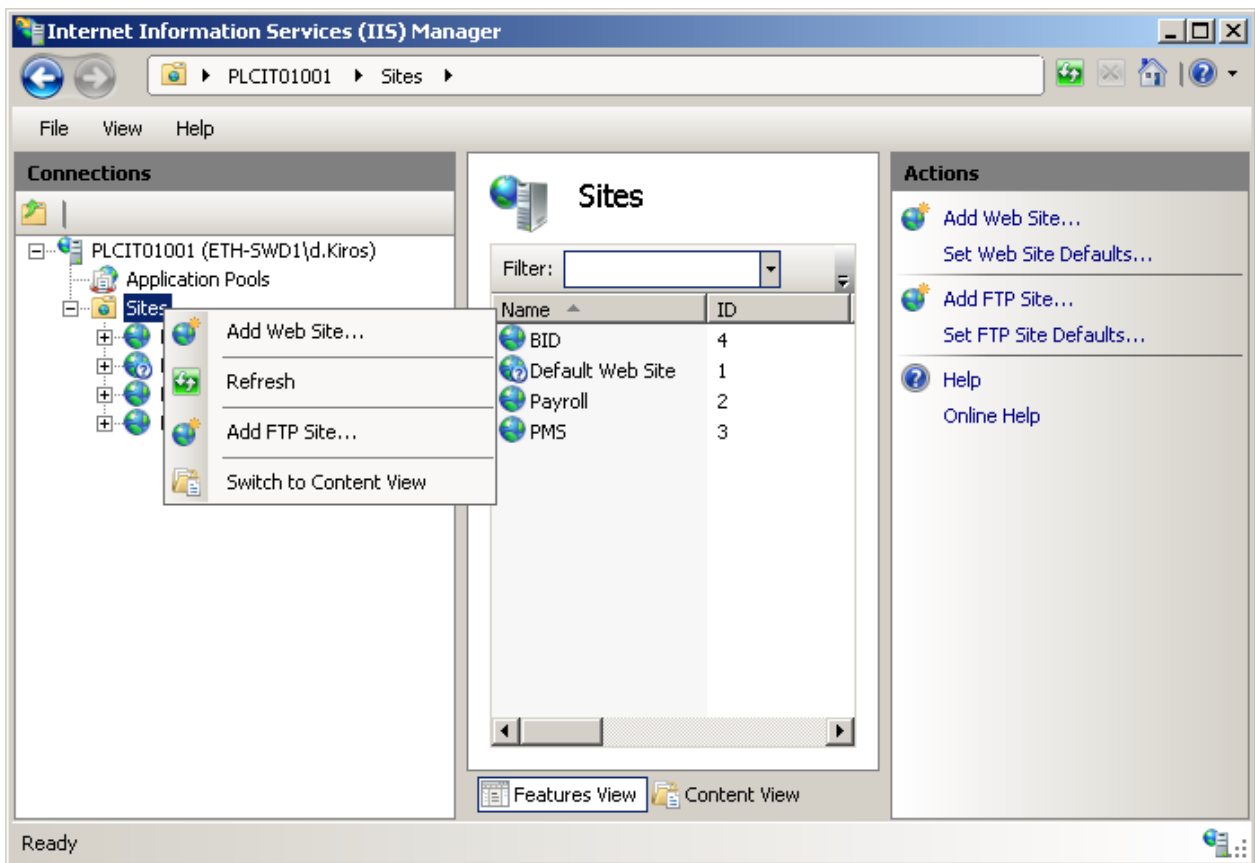 Internet Information Services (IIS) Manager
PLCIT01001 Sites
File View Help
Connections
PLCIT01001 (ETH-SWD1\d.Kiros)
Application Pools
Sites
Add Web Site...
Refresh
Add FTP Site...
Switch to Content View
Sites
Filter:
Name ID
BID 4
Default Web Site 1
Payroll 2
PMS 3
Features View Content View
Actions
Add Web Site...
Set Web Site Defaults...
Add FTP Site...
Set FTP Site Defaults...
Help
Online Help
Ready